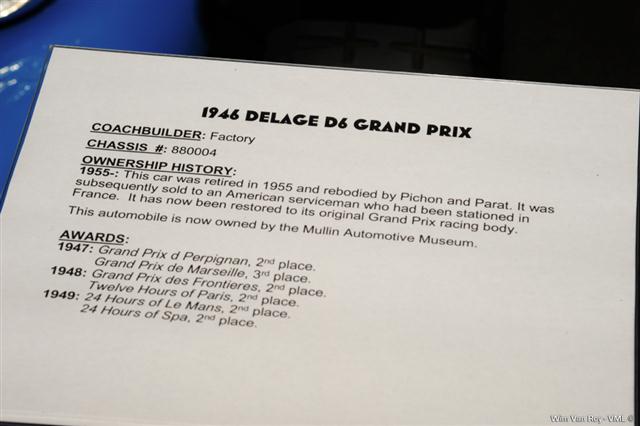 1946 DELAGE D6 GRAND PRIX
COACHBUILDER: Factory
CHASSIS #: 880004
OWNERSHIP HISTORY:
1955-: This car was retired in 1955 and rebodied by Pichon and Parat. It was
subsequently sold to an American serviceman who had been stationed in
France. It has now been restored to its original Grand Prix racing body.
This automobile is now owned by the Mullin Automotive Museum.
AWARDS:
1947: Grand Prix d Perpignan, 2nd place.
Grand Prix de Marseille, 3rd place.
1948: Grand Prix des Frontieres, 2nd place.
Twelve Hours of Paris, 2nd place.
1949: 24 Hours of Le Mans, 2nd place.
24 Hours of Spa, 2nd place.
Wim Van Roy - VML ©